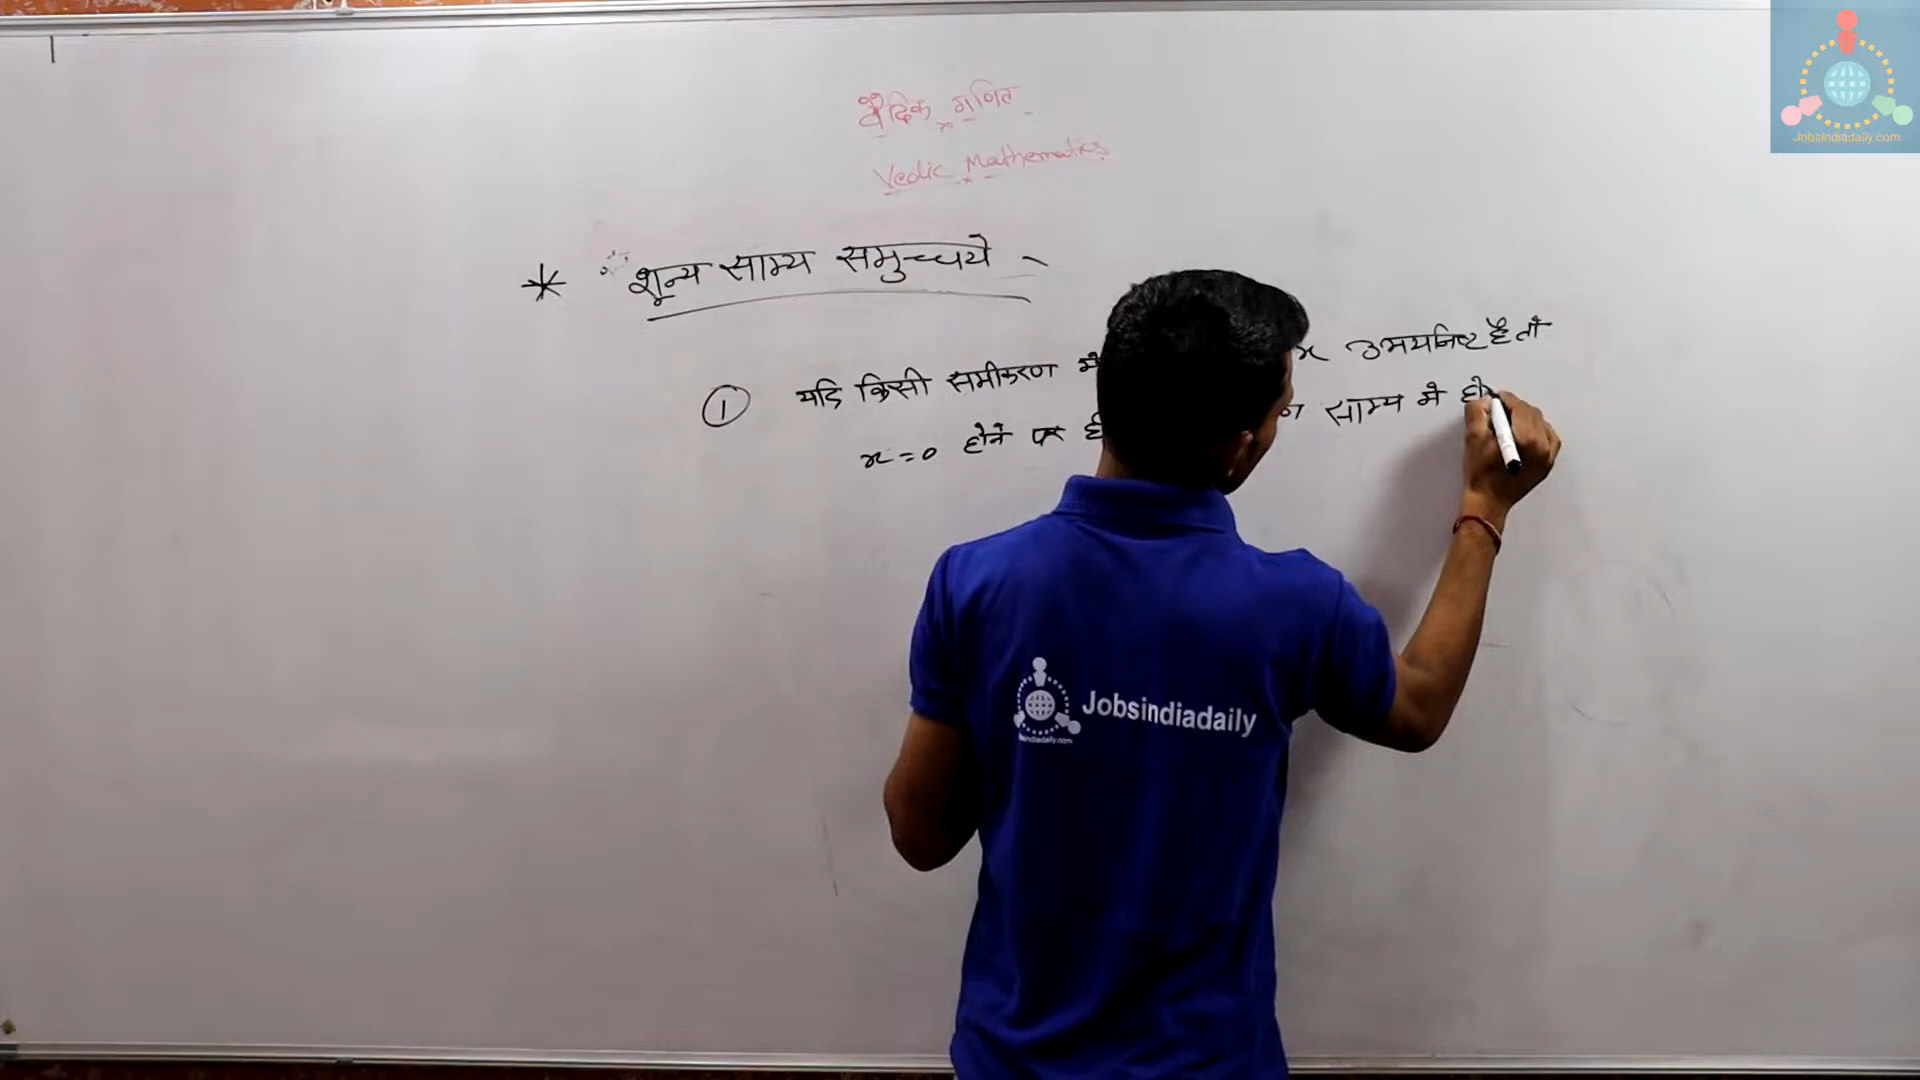 वैदिक गणित
Vedic Mathematics
* शून्य साम्य समुच्चये -
① यदि किसी समीकरण में x उभयनिष्ट है तो
x = 0 होने पर ही साम्य में हो
Jobsindiadaily
Jobsindiadaily.com